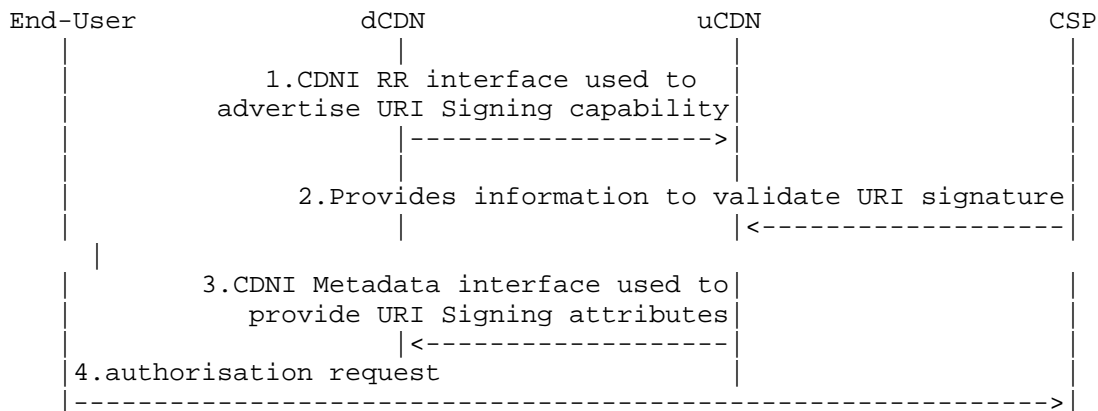 End-User dCDN uCDN CSP
1.CDNI RR interface used to
advertise URI Signing capability
2.Provides information to validate URI signature
3.CDNI Metadata interface used to
provide URI Signing attributes
4.authorisation request